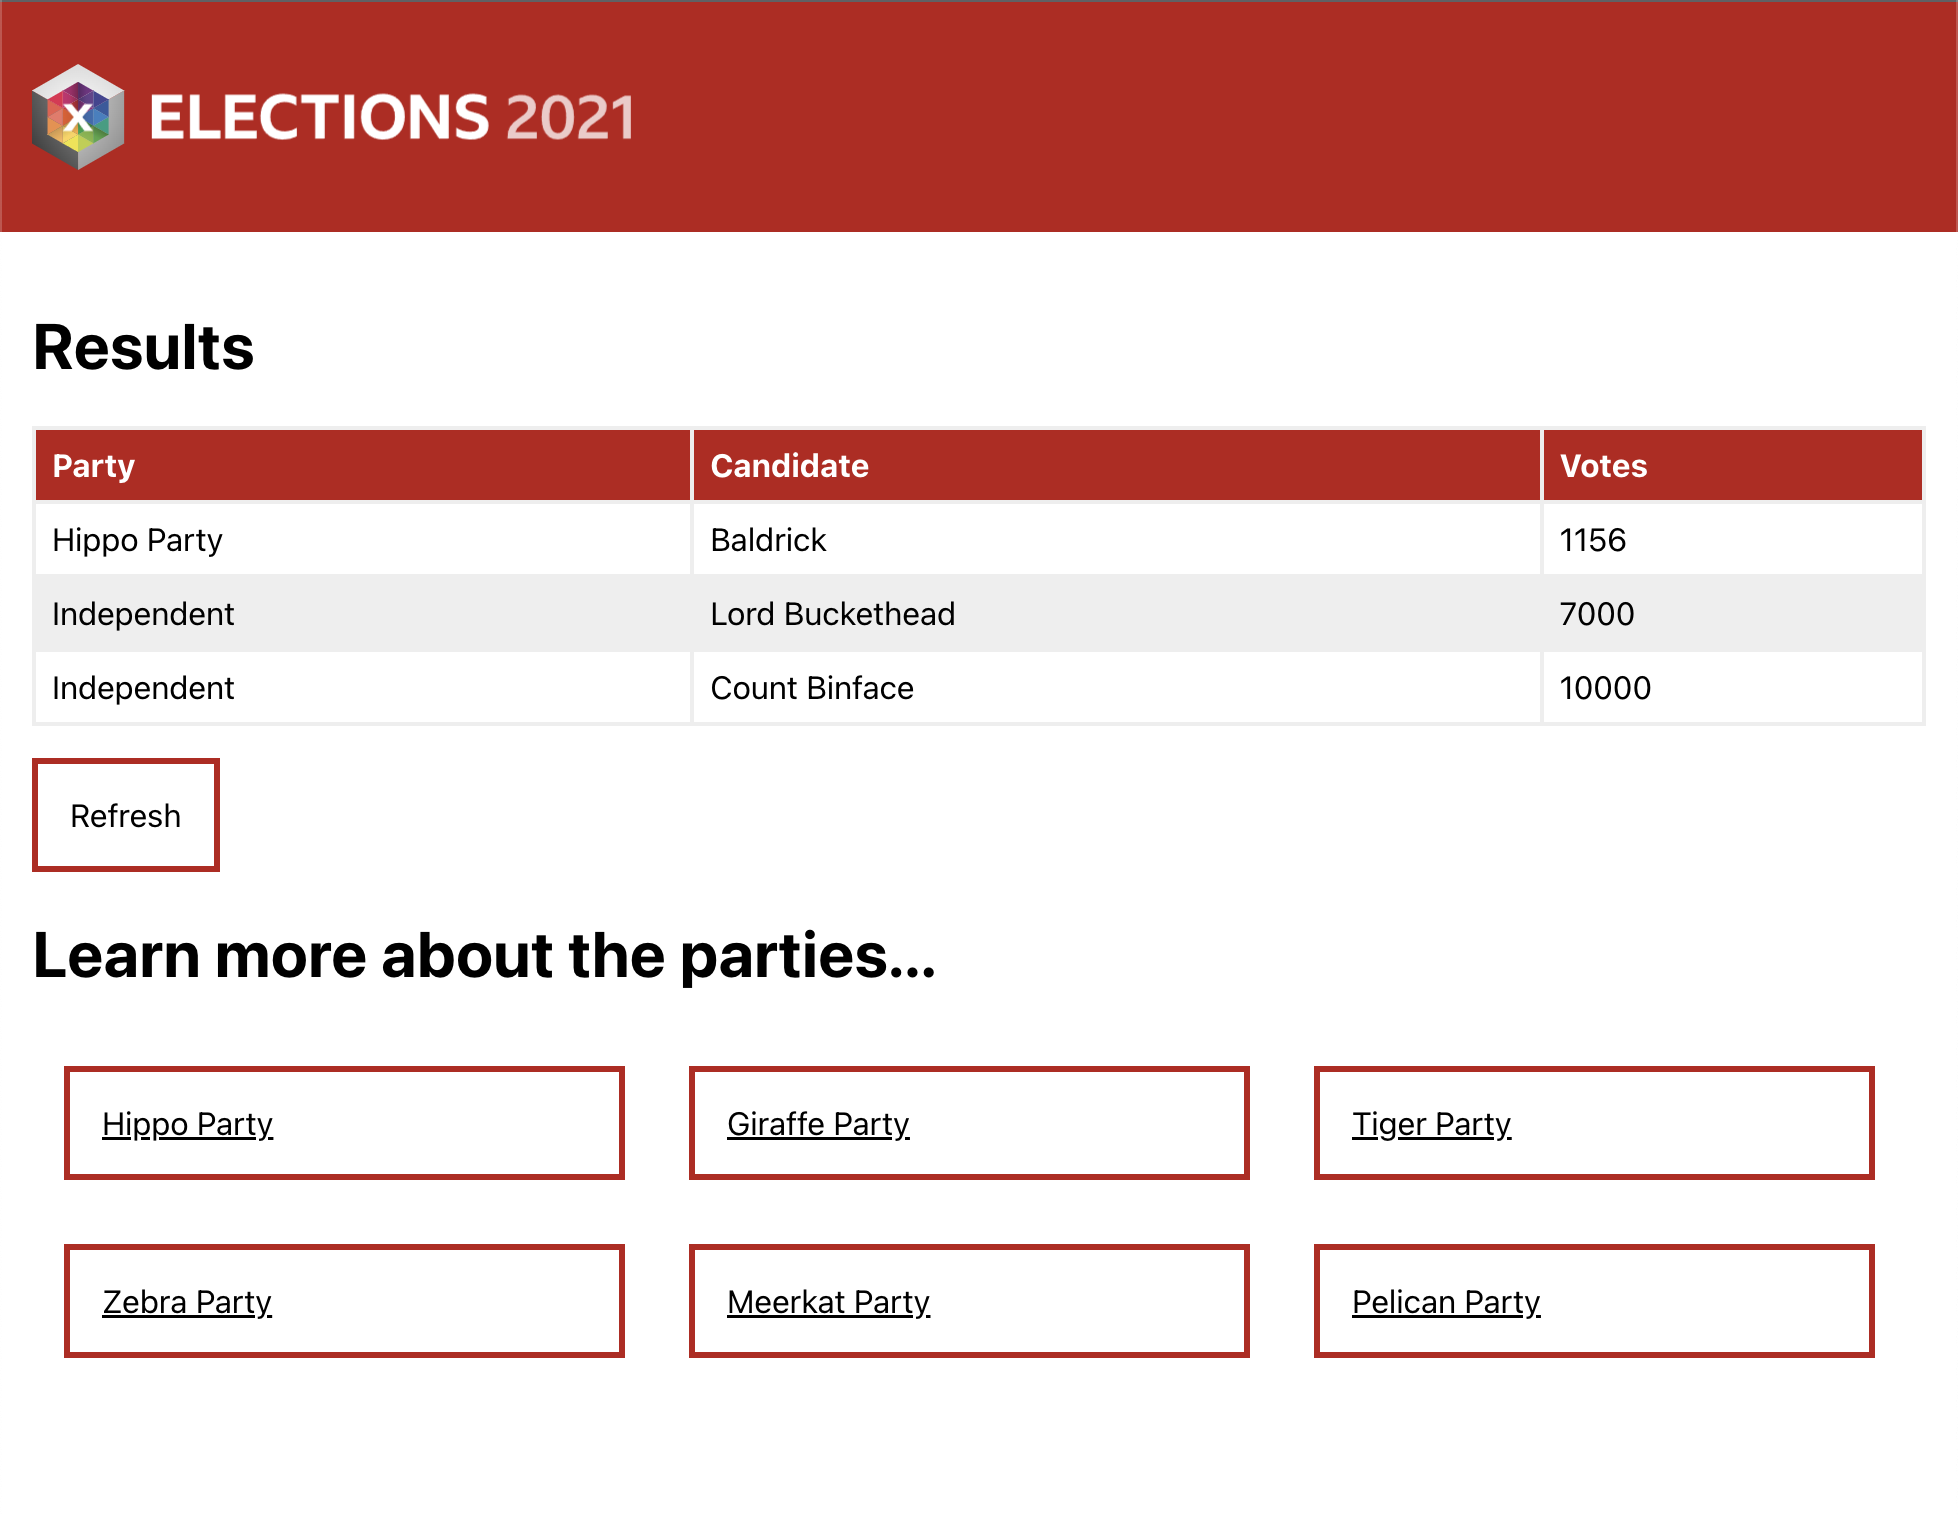 X ELECTIONS 2021
Results
Party Candidate Votes
Hippo Party Baldrick 1156
Independent Lord Buckethead 7000
Independent Count Binface 10000
Refresh
Learn more about the parties...
Hippo Party Giraffe Party Tiger Party
Zebra Party Meerkat Party Pelican Party